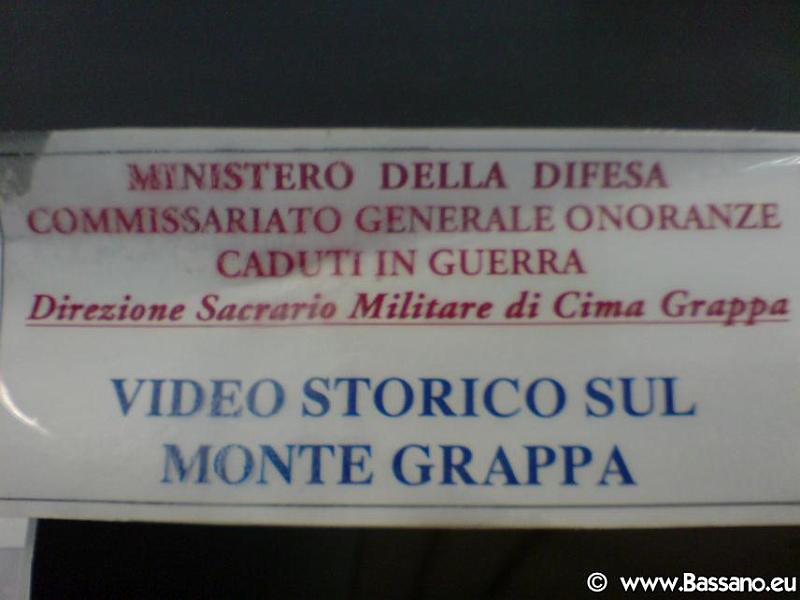 MINISTERO DELLA DIFESA
COMMISSARIATO GENERALE ONORANZE
CADUTI IN GUERRA
Direzione Sacrario Militare di Cima Grappa
VIDEO STORICO SUL
MONTE GRAPPA
© www.Bassano.eu